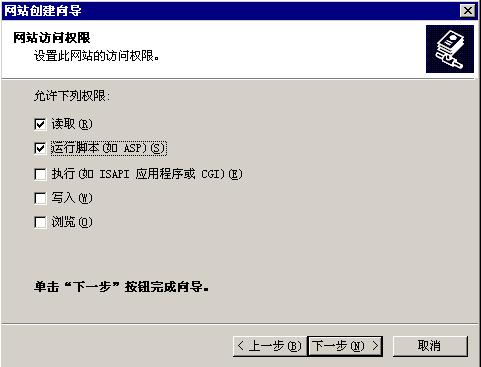 网站创建向导
网站访问权限
设置此网站的访问权限。
允许下列权限:
读取(R)
运行脚本(如 ASP)(S)
执行(如 ISAPI 应用程序或 CGI)(E)
写入(W)
浏览(O)
单击“下一步”按钮完成向导。
< 上一步(B) 下一步(N) > 取消